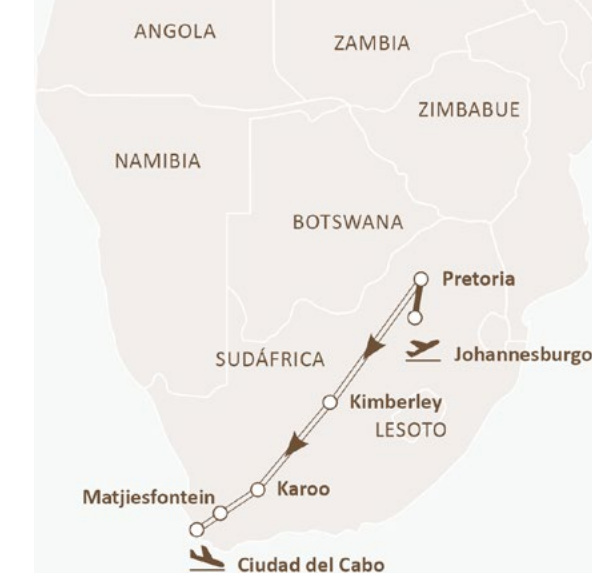 ANGOLA
ZAMBIA
ZIMBABUE
NAMIBIA
BOTSWANA
Pretoria
Johannesburgo
SUDÁFRICA
Kimberley
LESOTO
Karoo
Matjiesfontein
Ciudad del Cabo